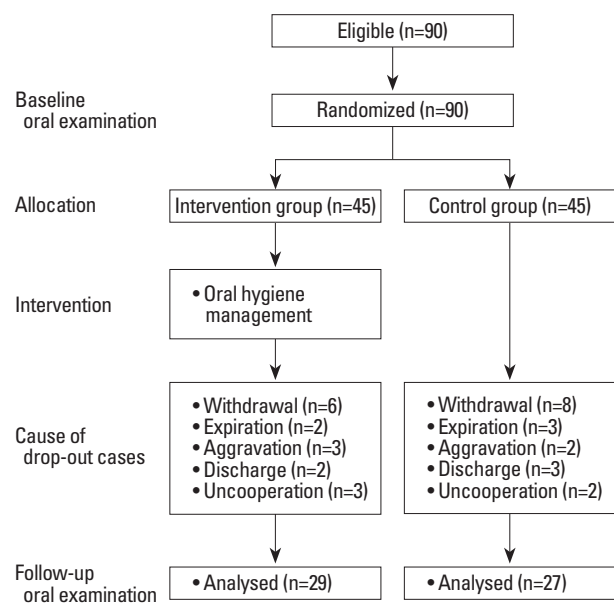 Eligible (n=90)
Baseline
oral examination
Randomized (n=90)
Allocation
Intervention group (n=45)
Control group (n=45)
Intervention
• Oral hygiene
management
Cause of
drop-out cases
• Withdrawal (n=6)
• Expiration (n=2)
• Aggravation (n=3)
• Discharge (n=2)
• Uncooperation (n=3)
• Withdrawal (n=8)
• Expiration (n=3)
• Aggravation (n=2)
• Discharge (n=3)
• Uncooperation (n=2)
Follow-up
oral examination
• Analysed (n=29)
• Analysed (n=27)